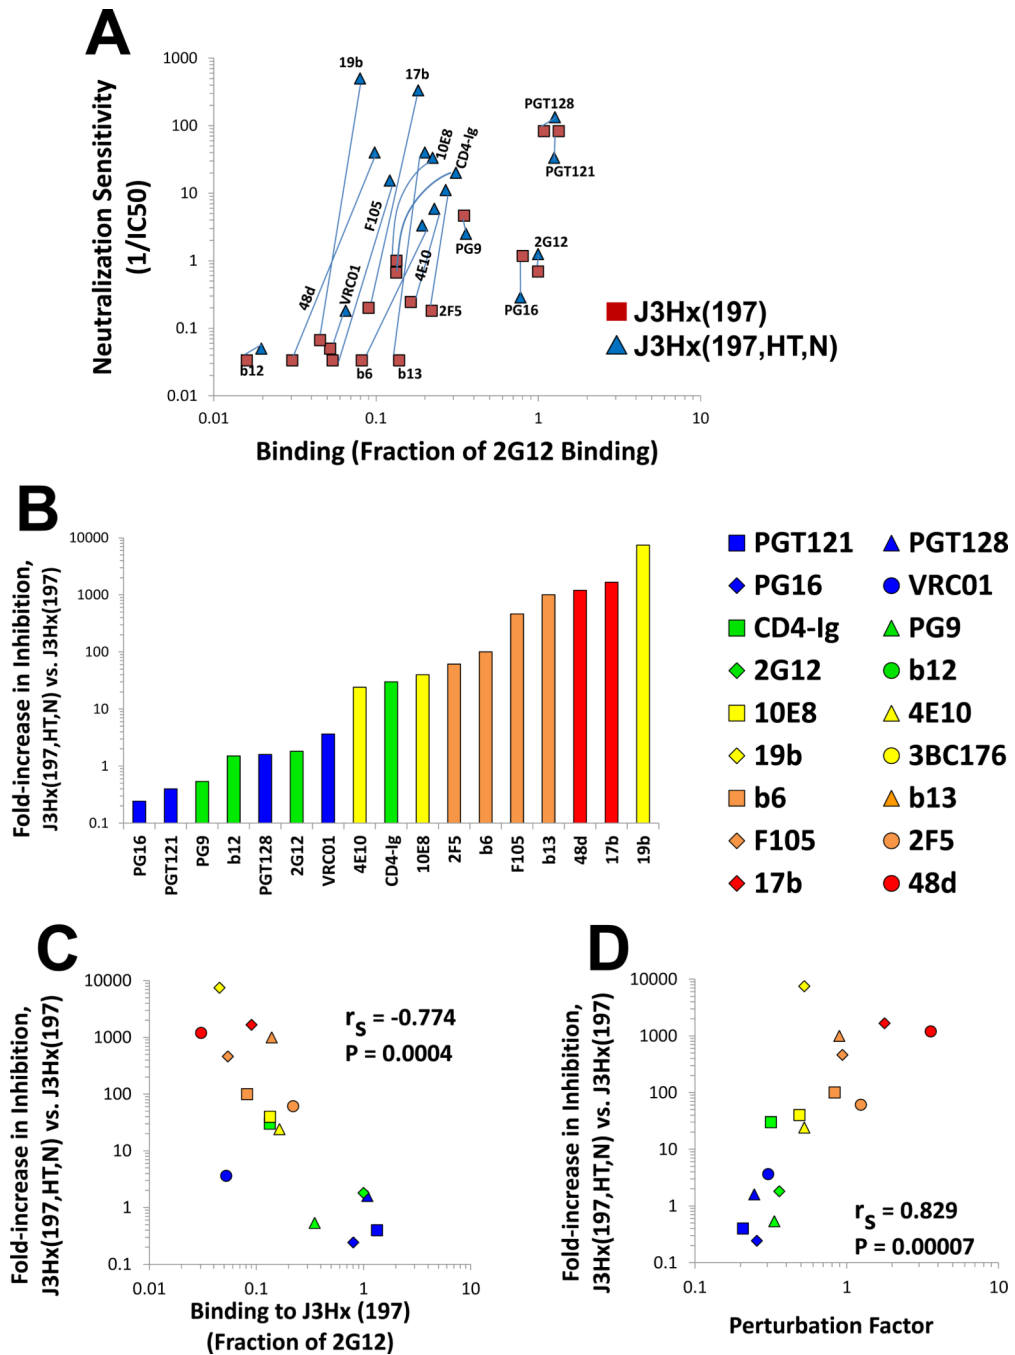 A
Neutralization Sensitivity
(1/IC50)
1000
100
10
1
0.1
0.01
0.01
0.1
1
10
Binding (Fraction of 2G12 Binding)
19b
17b
PGT128
10E8
CD4-Ig
PGT121
F105
PG9
2G12
4E10
48d
VRC01
2F5
PG16
b12
b6
b13
J3Hx(197)
J3Hx(197,HT,N)
B
Fold-increase in Inhibition,
J3Hx(197,HT,N) vs. J3Hx(197)
10000
1000
100
10
1
0.1
PG16
PGT121
PG9
b12
PGT128
2G12
VRC01
4E10
CD4-Ig
10E8
2F5
b6
F105
b13
48d
17b
19b
PGT121
PGT128
PG16
VRC01
CD4-Ig
PG9
2G12
b12
10E8
4E10
19b
3BC176
b6
b13
F105
2F5
17b
48d
C
Fold-increase in Inhibition,
J3Hx(197,HT,N) vs. J3Hx(197)
10000
1000
100
10
1
0.1
0.01
0.1
1
10
rs = -0.774
P = 0.0004
Binding to J3Hx (197)
(Fraction of 2G12)
D
Fold-increase in Inhibition,
J3Hx(197,HT,N) vs. J3Hx(197)
10000
1000
100
10
1
0.1
0.1
1
10
rs = 0.829
P = 0.00007
Perturbation Factor